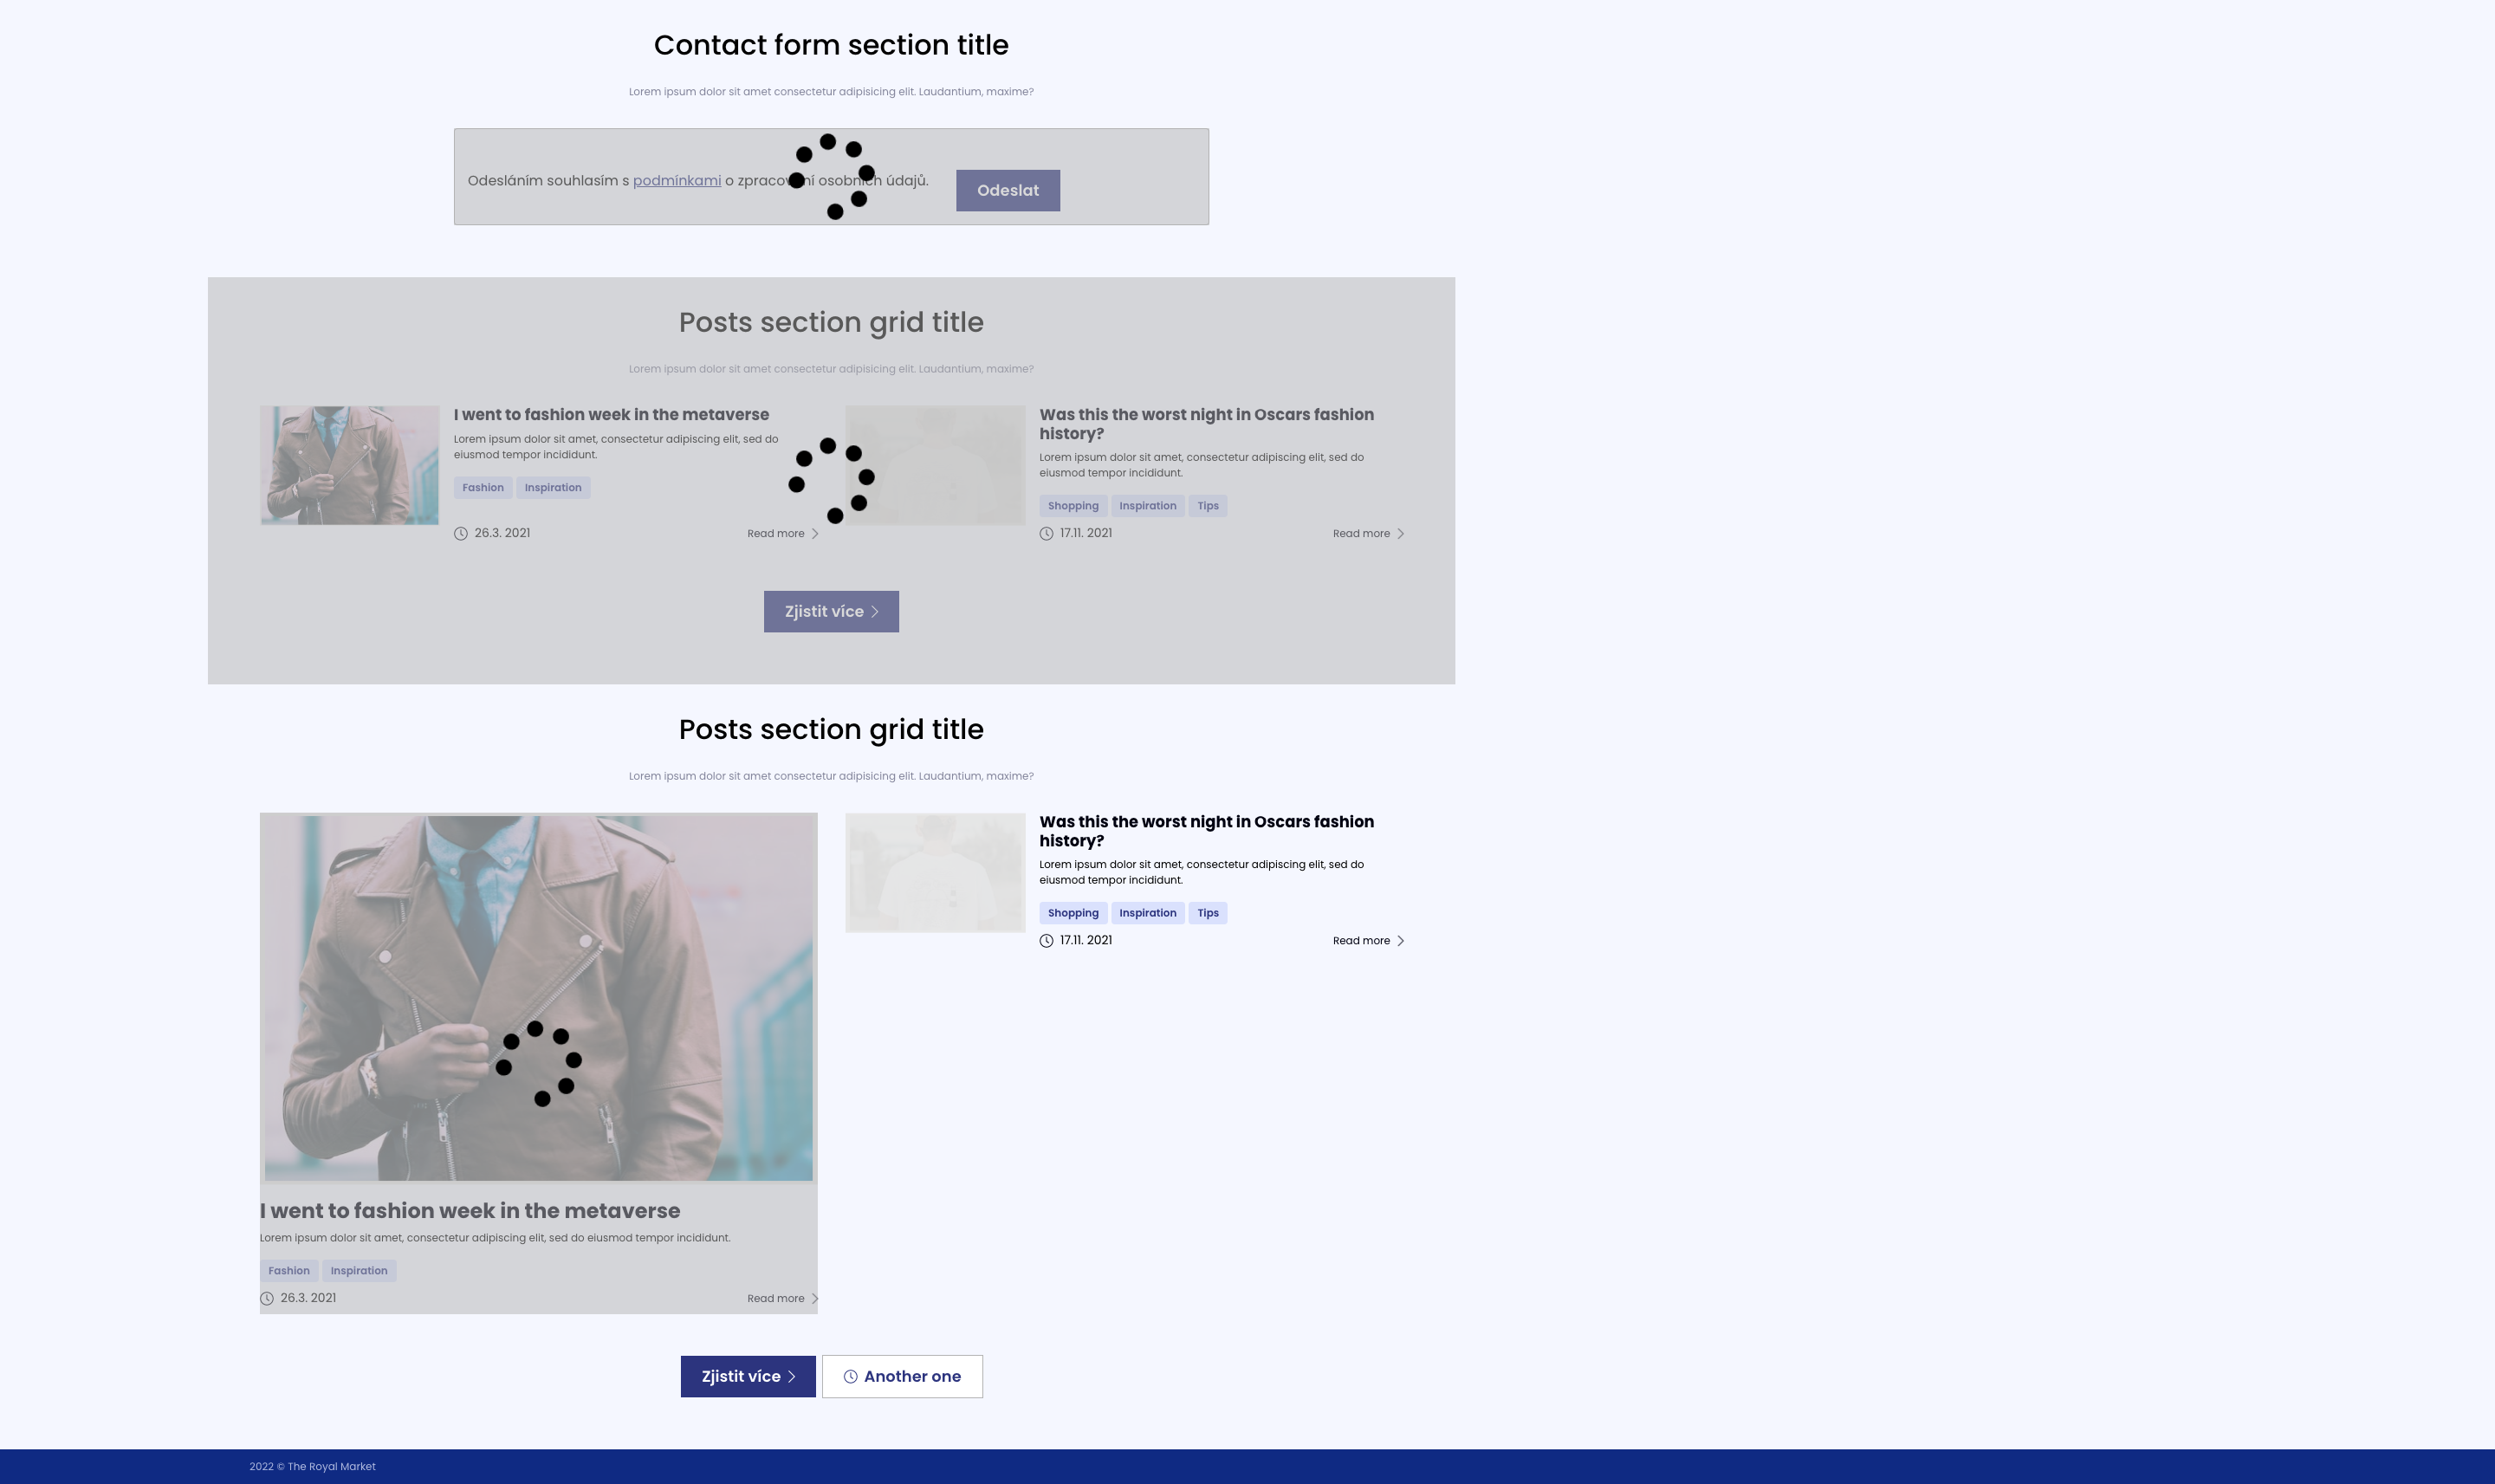 Contact form section title
Lorem ipsum dolor sit amet consectetur adipisicing elit. Laudantium, maxime?
Odesláním souhlasím s podmínkami o zpracování osobních údajů.
Odeslat
Posts section grid title
Lorem ipsum dolor sit amet consectetur adipisicing elit. Laudantium, maxime?
I went to fashion week in the metaverse
Lorem ipsum dolor sit amet, consectetur adipiscing elit, sed do
eiusmod tempor incididunt.
Fashion Inspiration
26.3. 2021 Read more
Was this the worst night in Oscars fashion
history?
Lorem ipsum dolor sit amet, consectetur adipiscing elit, sed do
eiusmod tempor incididunt.
Shopping Inspiration Tips
17.11. 2021 Read more
Zjistit více
Posts section grid title
Lorem ipsum dolor sit amet consectetur adipisicing elit. Laudantium, maxime?
I went to fashion week in the metaverse
Lorem ipsum dolor sit amet, consectetur adipiscing elit, sed do eiusmod tempor incididunt.
Fashion Inspiration
26.3. 2021 Read more
Was this the worst night in Oscars fashion
history?
Lorem ipsum dolor sit amet, consectetur adipiscing elit, sed do
eiusmod tempor incididunt.
Shopping Inspiration Tips
17.11. 2021 Read more
Zjistit více Another one
2022 © The Royal Market